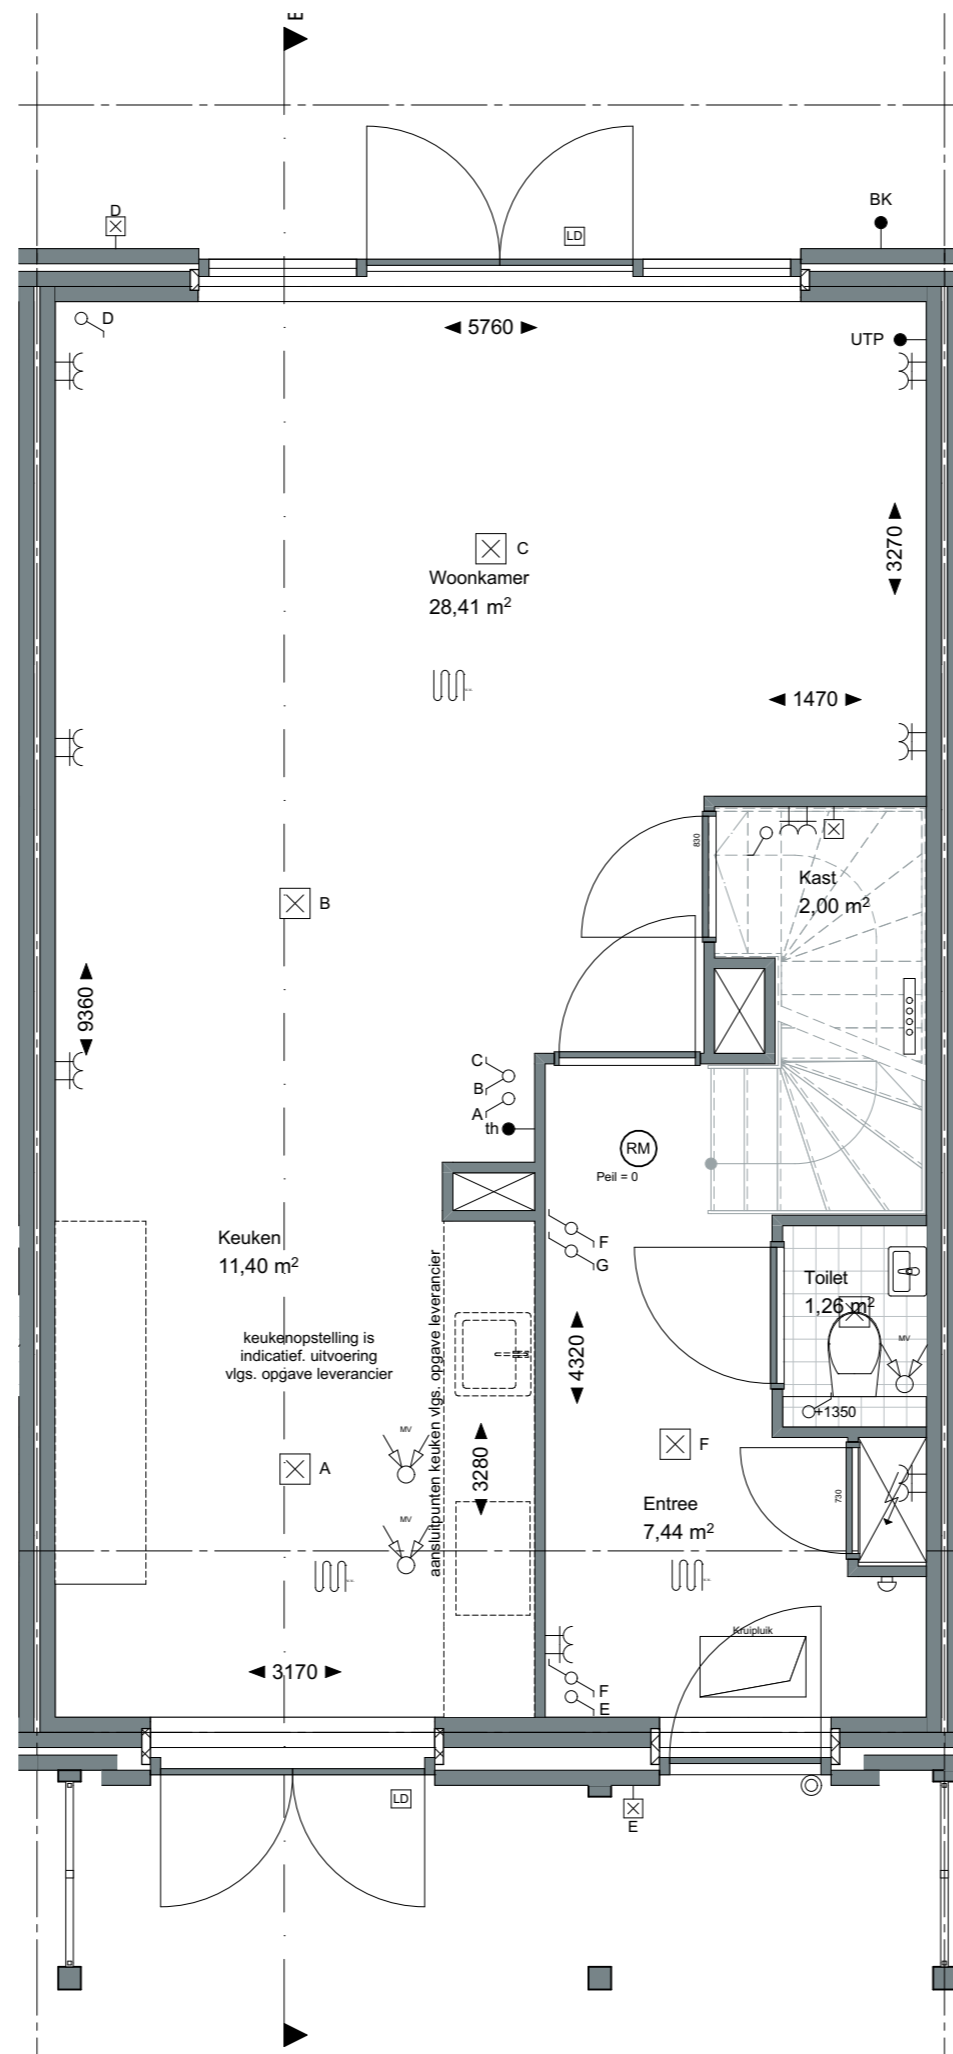 B
D
LD
BK
D
◄ 5760 ►
UTP
◄ 3270 ►
C
Woonkamer
28,41 m²
◄ 1470 ►
830
Kast
2,00 m²
B
◄ 9360 ►
C
B
A
th
RM
Peil = 0
F
G
Keuken
11,40 m²
Toilet
1,26 m²
MV
keukenopstelling is
indicatief. uitvoering
vlgs. opgave leverancier
aansluitpunten keuken vlgs. opgave leverancier
◄ 4320 ►
+1350
MV
A
◄ 3280 ►
F
730
Entree
7,44 m²
MV
Kruipluik
◄ 3170 ►
F
E
LD
E